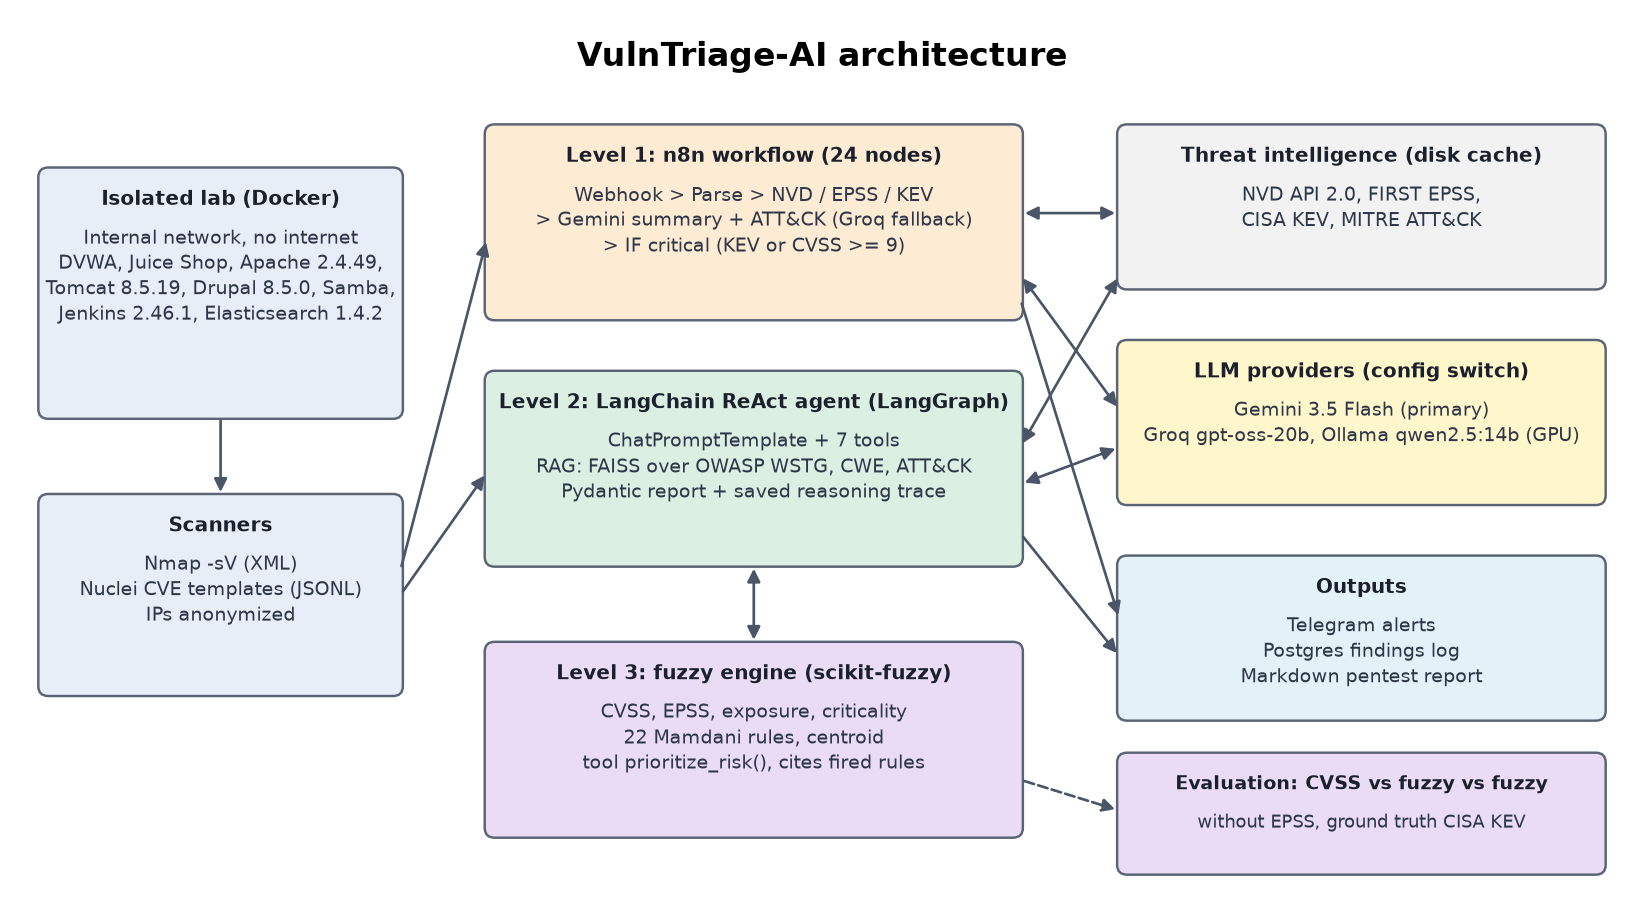 VulnTriage-AI architecture
Isolated lab (Docker)
Internal network, no internet
DVWA, Juice Shop, Apache 2.4.49,
Tomcat 8.5.19, Drupal 8.5.0, Samba,
Jenkins 2.46.1, Elasticsearch 1.4.2
Scanners
Nmap -sV (XML)
Nuclei CVE templates (JSONL)
IPs anonymized
Level 1: n8n workflow (24 nodes)
Webhook > Parse > NVD / EPSS / KEV
> Gemini summary + ATT&CK (Groq fallback)
> IF critical (KEV or CVSS >= 9)
Level 2: LangChain ReAct agent (LangGraph)
ChatPromptTemplate + 7 tools
RAG: FAISS over OWASP WSTG, CWE, ATT&CK
Pydantic report + saved reasoning trace
Level 3: fuzzy engine (scikit-fuzzy)
CVSS, EPSS, exposure, criticality
22 Mamdani rules, centroid
tool prioritize_risk(), cites fired rules
Threat intelligence (disk cache)
NVD API 2.0, FIRST EPSS,
CISA KEV, MITRE ATT&CK
LLM providers (config switch)
Gemini 3.5 Flash (primary)
Groq gpt-oss-20b, Ollama qwen2.5:14b (GPU)
Outputs
Telegram alerts
Postgres findings log
Markdown pentest report
Evaluation: CVSS vs fuzzy vs fuzzy
without EPSS, ground truth CISA KEV